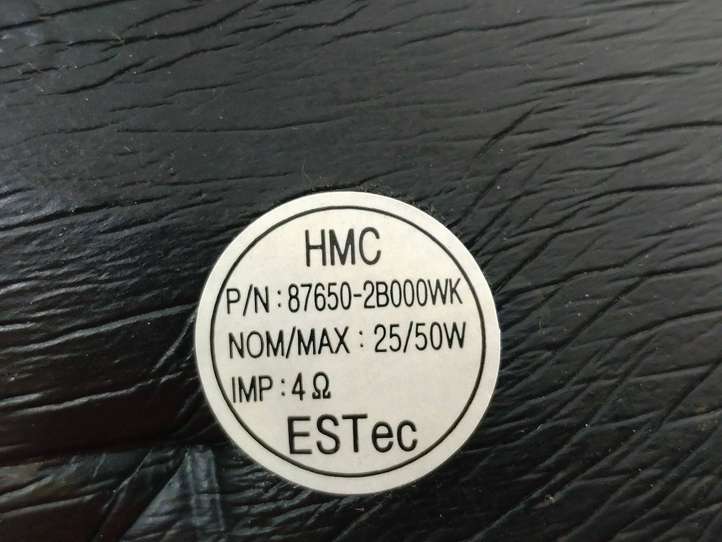 HMC
P/N : 87650-2B000WK
NOM/MAX : 25/50W
IMP : 4 Ω
ESTec